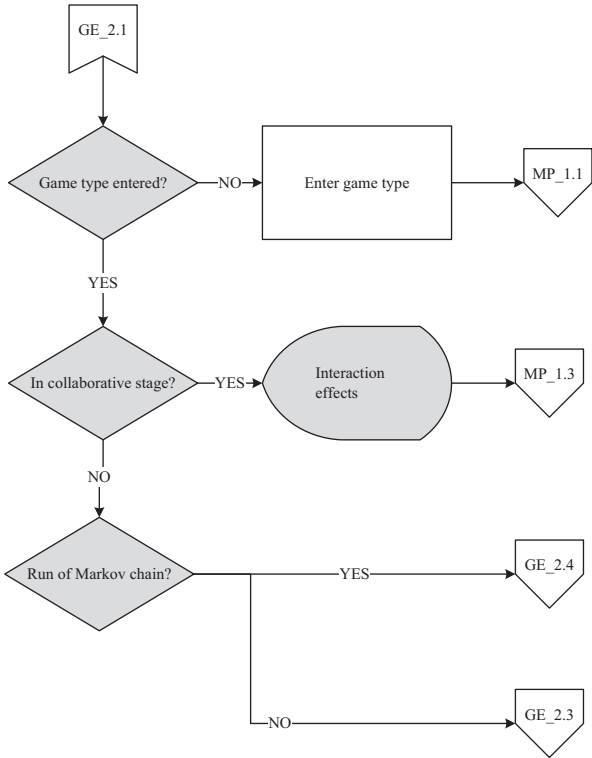 GE_2.1
Game type entered?
NO
Enter game type
MP_1.1
YES
In collaborative stage?
YES
Interaction
effects
MP_1.3
NO
Run of Markov chain?
YES
GE_2.4
NO
GE_2.3